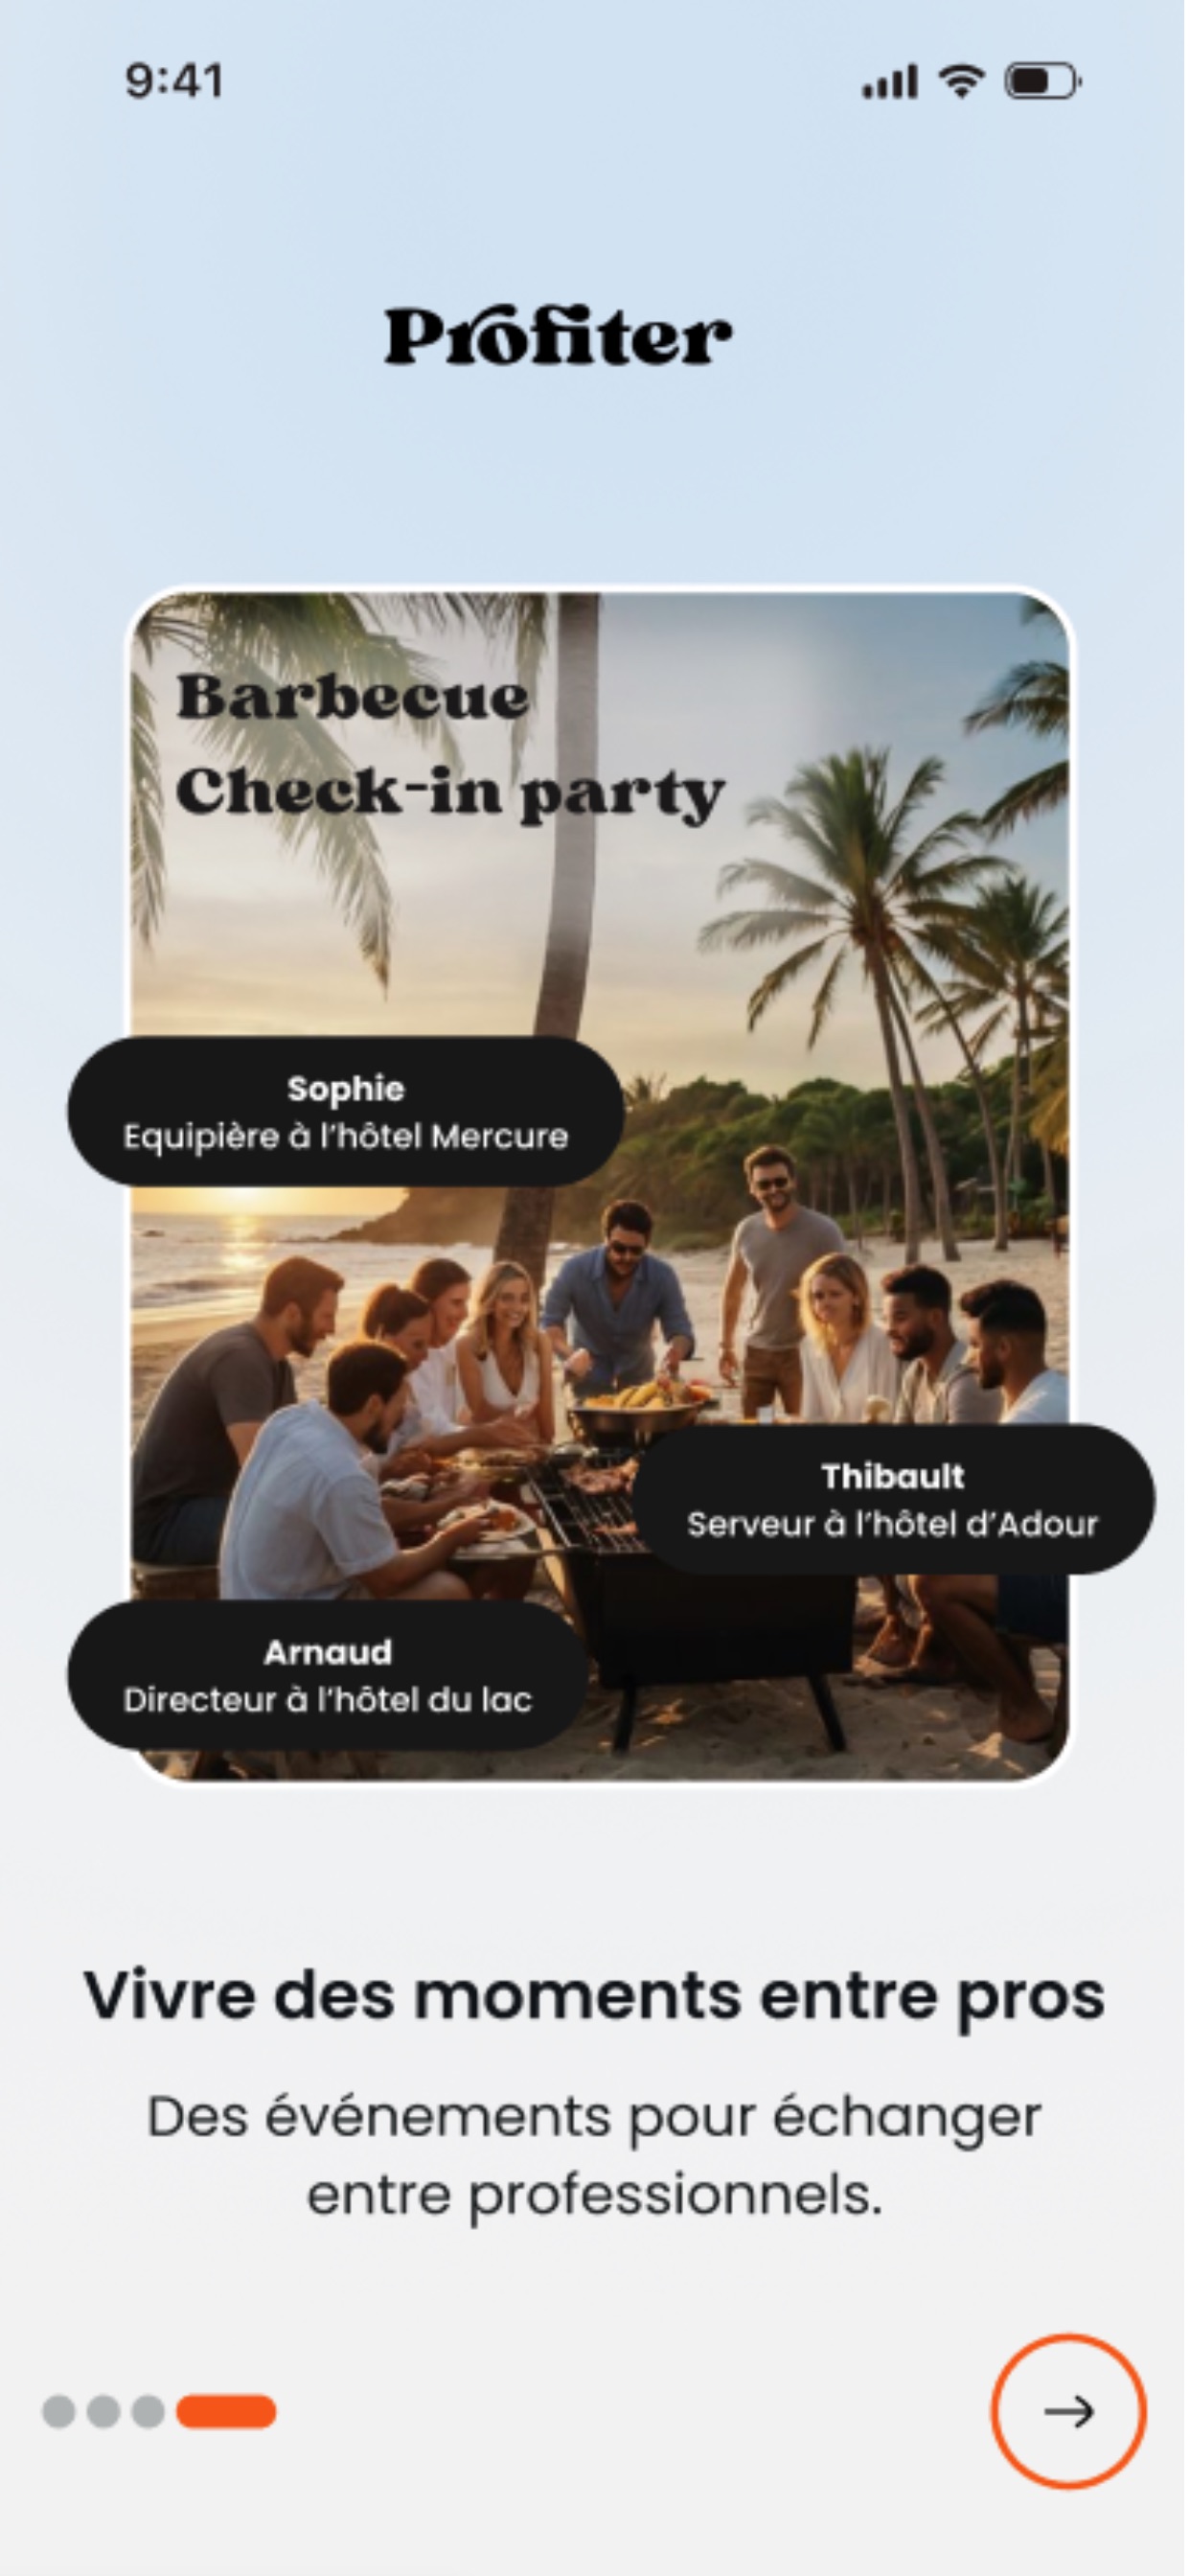 9:41
Profiter
Barbecue
Check-in party
Sophie
Equipière à l'hôtel Mercure
Thibault
Serveur à l'hôtel d'Adour
Arnaud
Directeur à l'hôtel du lac
Vivre des moments entre pros
Des événements pour échanger
entre professionnels.